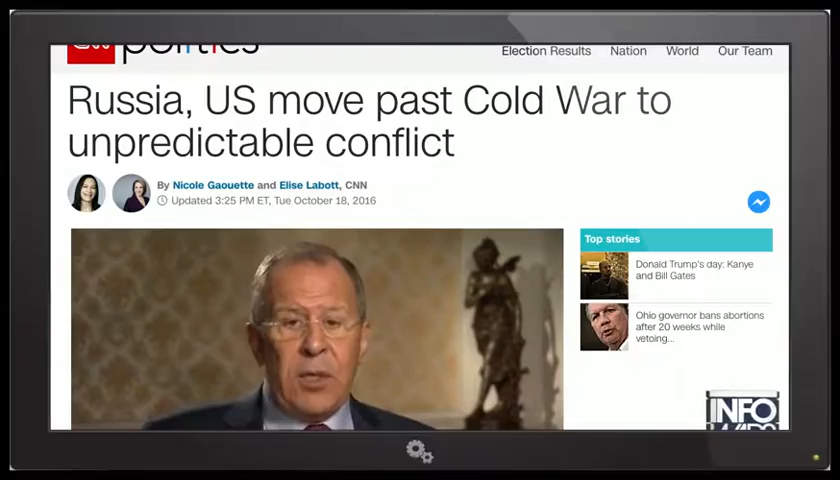 politics
Election Results Nation World Our Team
Russia, US move past Cold War to
unpredictable conflict
By Nicole Gaouette and Elise Labott, CNN
Updated 3:25 PM ET, Tue October 18, 2016
Top stories
Donald Trump's day: Kanye
and Bill Gates
Ohio governor bans abortions
after 20 weeks while
vetoing...
INFO
WARS